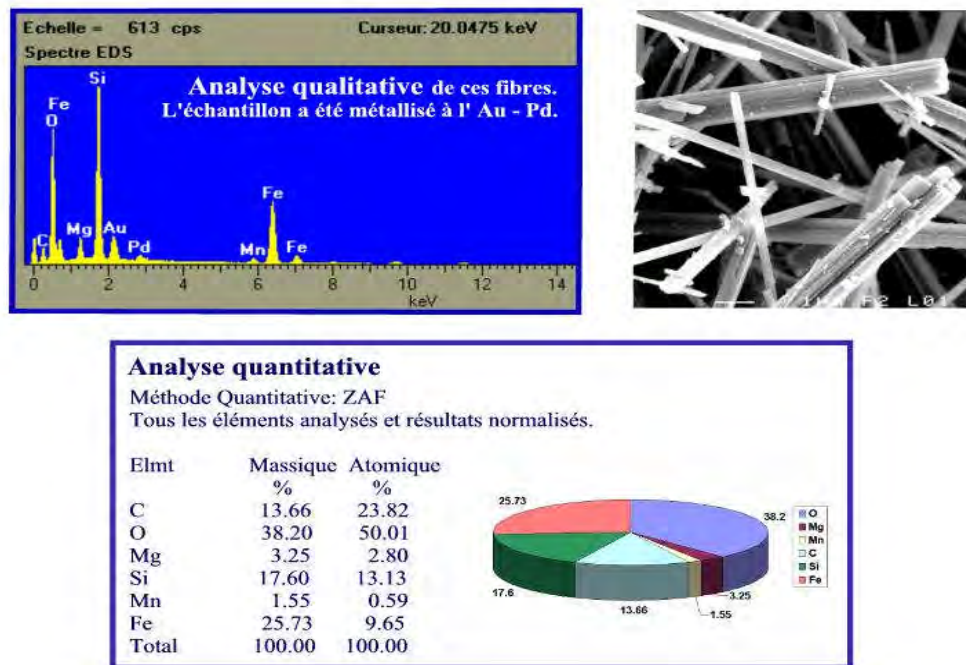 Echelle = 613 cps Curseur: 20.0475 keV
Spectre EDS
Analyse qualitative de ces fibres.
L'échantillon a été métallisé à l' Au - Pd.
Si
Fe
O
C
Mg
Au
Pd
Mn
Fe
Fe
0 2 4 6 8 10 12 14
keV
1µm F2 L01
Analyse quantitative
Méthode Quantitative: ZAF
Tous les éléments analysés et résultats normalisés.
Elmt Massique Atomique
% %
C 13.66 23.82
O 38.20 50.01
Mg 3.25 2.80
Si 17.60 13.13
Mn 1.55 0.59
Fe 25.73 9.65
Total 100.00 100.00
25.73
38.2
3.25
1.55
13.66
17.6
O
Mg
Mn
C
Si
Fe